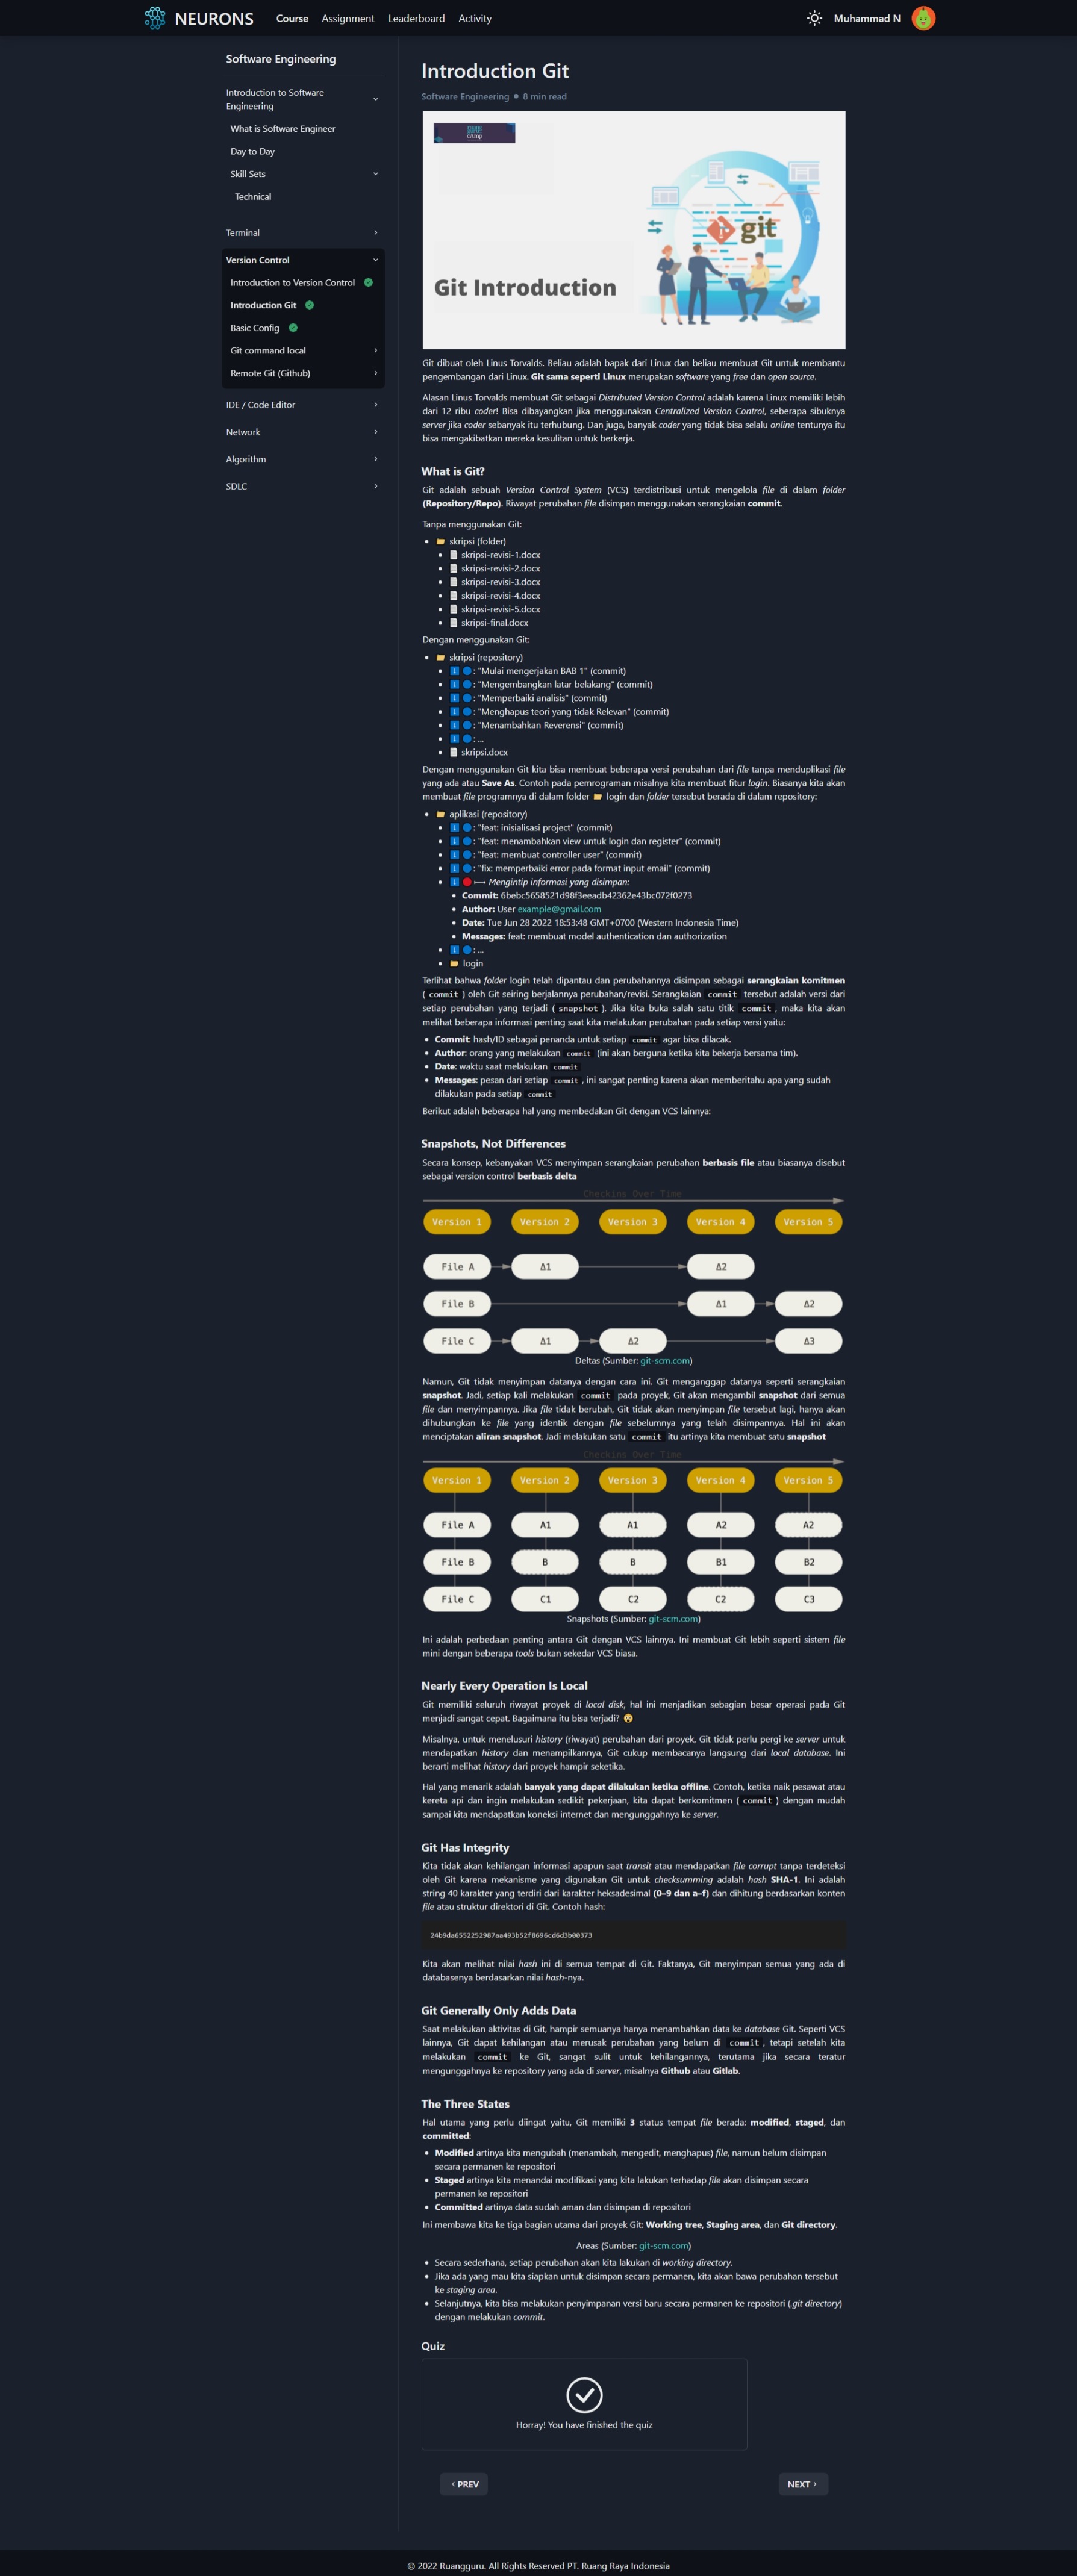 NEURONS
Course Assignment Leaderboard Activity
Muhammad N
Software Engineering
Introduction to Software
Engineering
What is Software Engineer
Day to Day
Skill Sets
Technical
Terminal
Version Control
Introduction to Version Control
Introduction Git
Basic Config
Git command local
Remote Git (Github)
IDE / Code Editor
Network
Algorithm
SDLC
Introduction Git
Software Engineering • 8 min read
camp
git
Git Introduction
Git dibuat oleh Linus Torvalds. Beliau adalah bapak dari Linux dan beliau membuat Git untuk membantu
pengembangan dari Linux. Git sama seperti Linux merupakan software yang free dan open source.
Alasan Linus Torvalds membuat Git sebagai Distributed Version Control adalah karena Linux memiliki lebih
dari 12 ribu coder! Bisa dibayangkan jika menggunakan Centralized Version Control, seberapa sibuknya
server jika coder sebanyak itu terhubung. Dan juga, banyak coder yang tidak bisa selalu online tentunya itu
bisa mengakibatkan mereka kesulitan untuk berkerja.
What is Git?
Git adalah sebuah Version Control System (VCS) terdistribusi untuk mengelola file di dalam folder
(Repository/Repo). Riwayat perubahan file disimpan menggunakan serangkaian commit.
Tanpa menggunakan Git:
• 📂 skripsi (folder)
• 📄 skripsi-revisi-1.docx
• 📄 skripsi-revisi-2.docx
• 📄 skripsi-revisi-3.docx
• 📄 skripsi-revisi-4.docx
• 📄 skripsi-revisi-5.docx
• 📄 skripsi-final.docx
Dengan menggunakan Git:
• 📂 skripsi (repository)
• ⬇️ 🔵: "Mulai mengerjakan BAB 1" (commit)
• ⬇️ 🔵: "Mengembangkan latar belakang" (commit)
• ⬇️ 🔵: "Memperbaiki analisis" (commit)
• ⬇️ 🔵: "Menghapus teori yang tidak Relevan" (commit)
• ⬇️ 🔵: "Menambahkan Reverensi" (commit)
• ⬇️ 🔵: ...
• 📄 skripsi.docx
Dengan menggunakan Git kita bisa membuat beberapa versi perubahan dari file tanpa menduplikasi file
yang ada atau Save As. Contoh pada pemrograman misalnya kita membuat fitur login. Biasanya kita akan
membuat file programnya di dalam folder 📂 login dan folder tersebut berada di dalam repository:
• 📂 aplikasi (repository)
• ⬇️ 🔵: "feat: inisialisasi project" (commit)
• ⬇️ 🔵: "feat: menambahkan view untuk login dan register" (commit)
• ⬇️ 🔵: "feat: membuat controller user" (commit)
• ⬇️ 🔵: "fix: memperbaiki error pada format input email" (commit)
• ⬇️ 🔴 ⟼ Mengintip informasi yang disimpan:
• Commit: 6bebc5658521d98f3eeadb42362e43bc072f0273
• Author: User example@gmail.com
• Date: Tue Jun 28 2022 18:53:48 GMT+0700 (Western Indonesia Time)
• Messages: feat: membuat model authentication dan authorization
• ⬇️ 🔵: ...
• 📂 login
Terlihat bahwa folder login telah dipantau dan perubahannya disimpan sebagai serangkaian komitmen
( commit ) oleh Git seiring berjalannya perubahan/revisi. Serangkaian commit tersebut adalah versi dari
setiap perubahan yang terjadi ( snapshot ). Jika kita buka salah satu titik commit , maka kita akan
melihat beberapa informasi penting saat kita melakukan perubahan pada setiap versi yaitu:
• Commit: hash/ID sebagai penanda untuk setiap commit agar bisa dilacak.
• Author: orang yang melakukan commit (ini akan berguna ketika kita bekerja bersama tim).
• Date: waktu saat melakukan commit
• Messages: pesan dari setiap commit , ini sangat penting karena akan memberitahu apa yang sudah
dilakukan pada setiap commit
Berikut adalah beberapa hal yang membedakan Git dengan VCS lainnya:
Snapshots, Not Differences
Secara konsep, kebanyakan VCS menyimpan serangkaian perubahan berbasis file atau biasanya disebut
sebagai version control berbasis delta
Checkins Over Time
Version 1 Version 2 Version 3 Version 4 Version 5
File A Δ1 Δ2
File B Δ1 Δ2
File C Δ1 Δ2 Δ3
Deltas (Sumber: git-scm.com)
Namun, Git tidak menyimpan datanya dengan cara ini. Git menganggap datanya seperti serangkaian
snapshot. Jadi, setiap kali melakukan commit pada proyek, Git akan mengambil snapshot dari semua
file dan menyimpannya. Jika file tidak berubah, Git tidak akan menyimpan file tersebut lagi, hanya akan
dihubungkan ke file yang identik dengan file sebelumnya yang telah disimpannya. Hal ini akan
menciptakan aliran snapshot. Jadi melakukan satu commit itu artinya kita membuat satu snapshot
Checkins Over Time
Version 1 Version 2 Version 3 Version 4 Version 5
File A A1 A1 A2 A2
File B B B B1 B2
File C C1 C2 C2 C3
Snapshots (Sumber: git-scm.com)
Ini adalah perbedaan penting antara Git dengan VCS lainnya. Ini membuat Git lebih seperti sistem file
mini dengan beberapa tools bukan sekedar VCS biasa.
Nearly Every Operation Is Local
Git memiliki seluruh riwayat proyek di local disk, hal ini menjadikan sebagian besar operasi pada Git
menjadi sangat cepat. Bagaimana itu bisa terjadi? 😮
Misalnya, untuk menelusuri history (riwayat) perubahan dari proyek, Git tidak perlu pergi ke server untuk
mendapatkan history dan menampilkannya, Git cukup membacanya langsung dari local database. Ini
berarti melihat history dari proyek hampir seketika.
Hal yang menarik adalah banyak yang dapat dilakukan ketika offline. Contoh, ketika naik pesawat atau
kereta api dan ingin melakukan sedikit pekerjaan, kita dapat berkomitmen ( commit ) dengan mudah
sampai kita mendapatkan koneksi internet dan mengunggahnya ke server.
Git Has Integrity
Kita tidak akan kehilangan informasi apapun saat transit atau mendapatkan file corrupt tanpa terdeteksi
oleh Git karena mekanisme yang digunakan Git untuk checksumming adalah hash SHA-1. Ini adalah
string 40 karakter yang terdiri dari karakter heksadesimal (0–9 dan a–f) dan dihitung berdasarkan konten
file atau struktur direktori di Git. Contoh hash:
24b9da6552252987aa493b52f8696cd6d3b00373
Kita akan melihat nilai hash ini di semua tempat di Git. Faktanya, Git menyimpan semua yang ada di
databasenya berdasarkan nilai hash-nya.
Git Generally Only Adds Data
Saat melakukan aktivitas di Git, hampir semuanya hanya menambahkan data ke database Git. Seperti VCS
lainnya, Git dapat kehilangan atau merusak perubahan yang belum di commit , tetapi setelah kita
melakukan commit ke Git, sangat sulit untuk kehilangannya, terutama jika secara teratur
mengunggahnya ke repository yang ada di server, misalnya Github atau Gitlab.
The Three States
Hal utama yang perlu diingat yaitu, Git memiliki 3 status tempat file berada: modified, staged, dan
committed:
• Modified artinya kita mengubah (menambah, mengedit, menghapus) file, namun belum disimpan
secara permanen ke repositori
• Staged artinya kita menandai modifikasi yang kita lakukan terhadap file akan disimpan secara
permanen ke repositori
• Committed artinya data sudah aman dan disimpan di repositori
Ini membawa kita ke tiga bagian utama dari proyek Git: Working tree, Staging area, dan Git directory.
Areas (Sumber: git-scm.com)
• Secara sederhana, setiap perubahan akan kita lakukan di working directory.
• Jika ada yang mau kita siapkan untuk disimpan secara permanen, kita akan bawa perubahan tersebut
ke staging area.
• Selanjutnya, kita bisa melakukan penyimpanan versi baru secara permanen ke repositori (.git directory)
dengan melakukan commit.
Quiz
Horray! You have finished the quiz
‹ PREV
NEXT ›
© 2022 Ruangguru. All Rights Reserved PT. Ruang Raya Indonesia